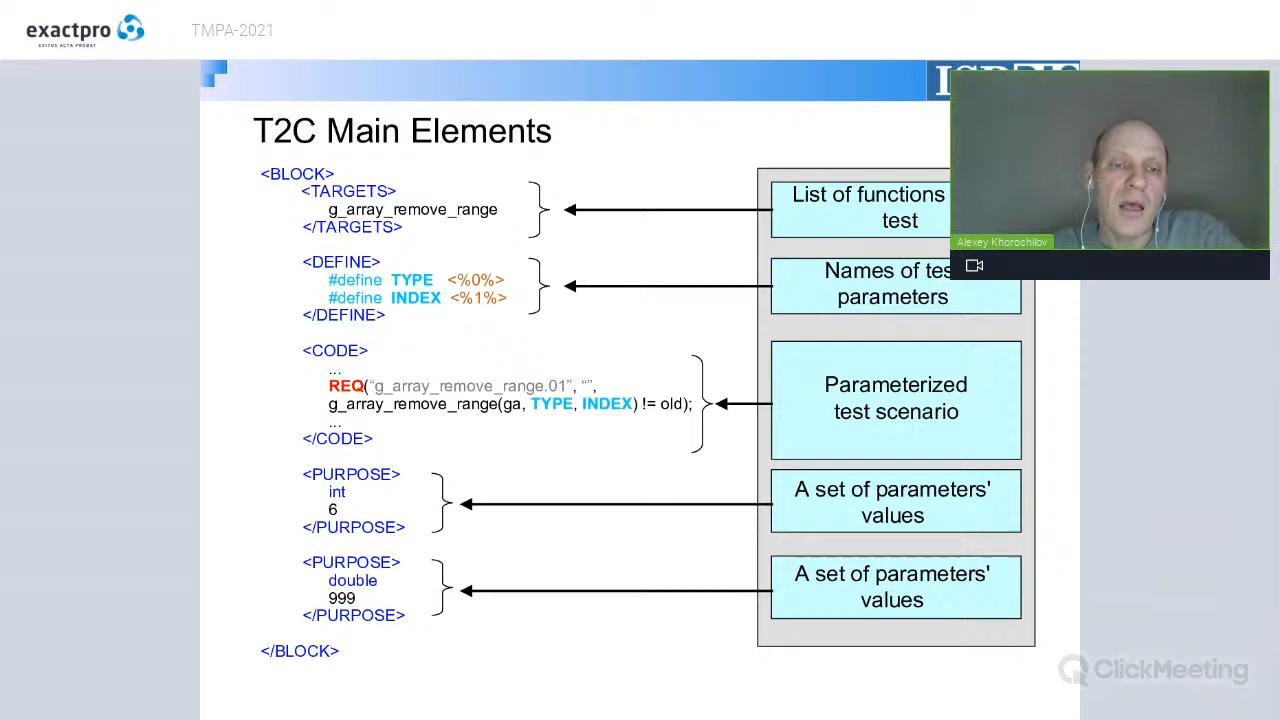 exactpro
EXITUS ACTA PROBAT
TMPA-2021
T2C Main Elements
<BLOCK>
<TARGETS>
g_array_remove_range
</TARGETS>
<DEFINE>
#define TYPE <%0%>
#define INDEX <%1%>
</DEFINE>
<CODE>
...
REQ(“g_array_remove_range.01”, “”,
g_array_remove_range(ga, TYPE, INDEX) != old);
...
</CODE>
<PURPOSE>
int
6
</PURPOSE>
<PURPOSE>
double
999
</PURPOSE>
</BLOCK>
List of functions
test
Names of
parameters
Parameterized
test scenario
A set of parameters'
values
A set of parameters'
values
Alexey Khoroshilov
ClickMeeting